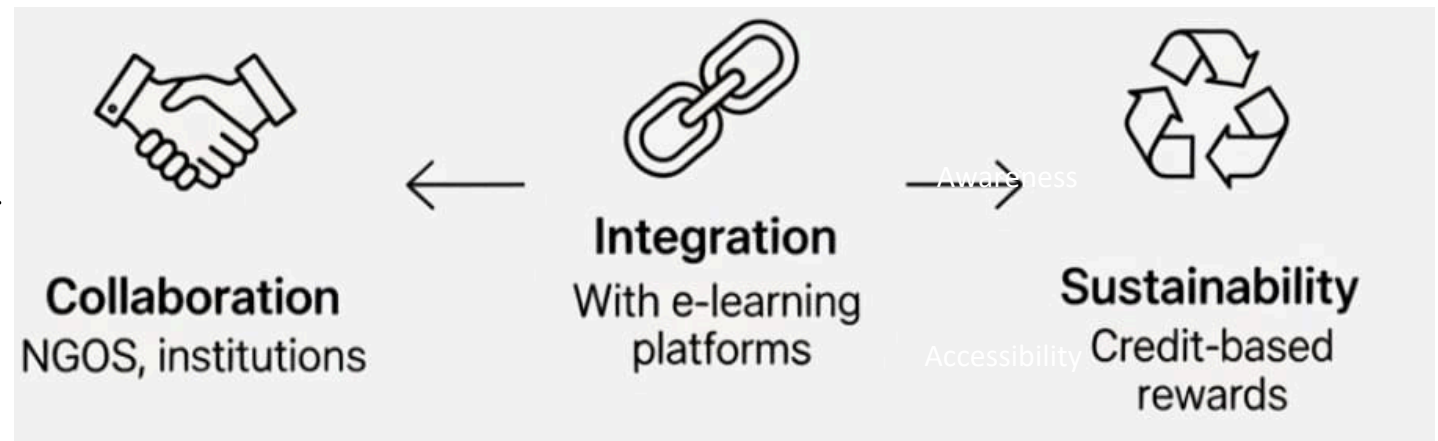 Collaboration
NGOS, institutions
Integration
With e-learning
platforms
Awareness
Accessibility
Sustainability
Credit-based
rewards